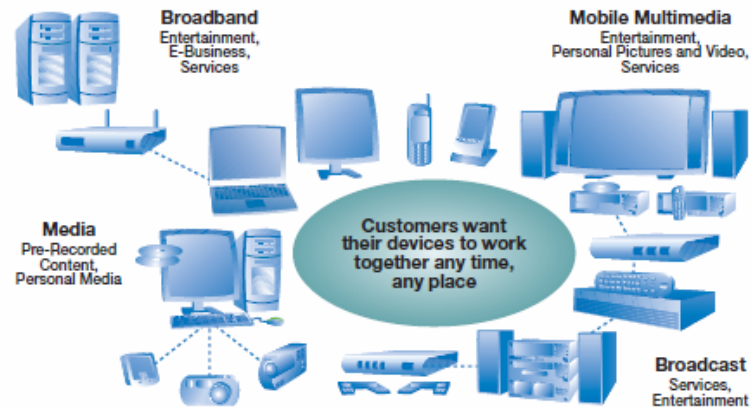 Broadband
Entertainment,
E-Business,
Services
Mobile Multimedia
Entertainment,
Personal Pictures and Video,
Services
Customers want
their devices to work
together any time,
any place
Media
Pre-Recorded
Content,
Personal Media
Broadcast
Services,
Entertainment